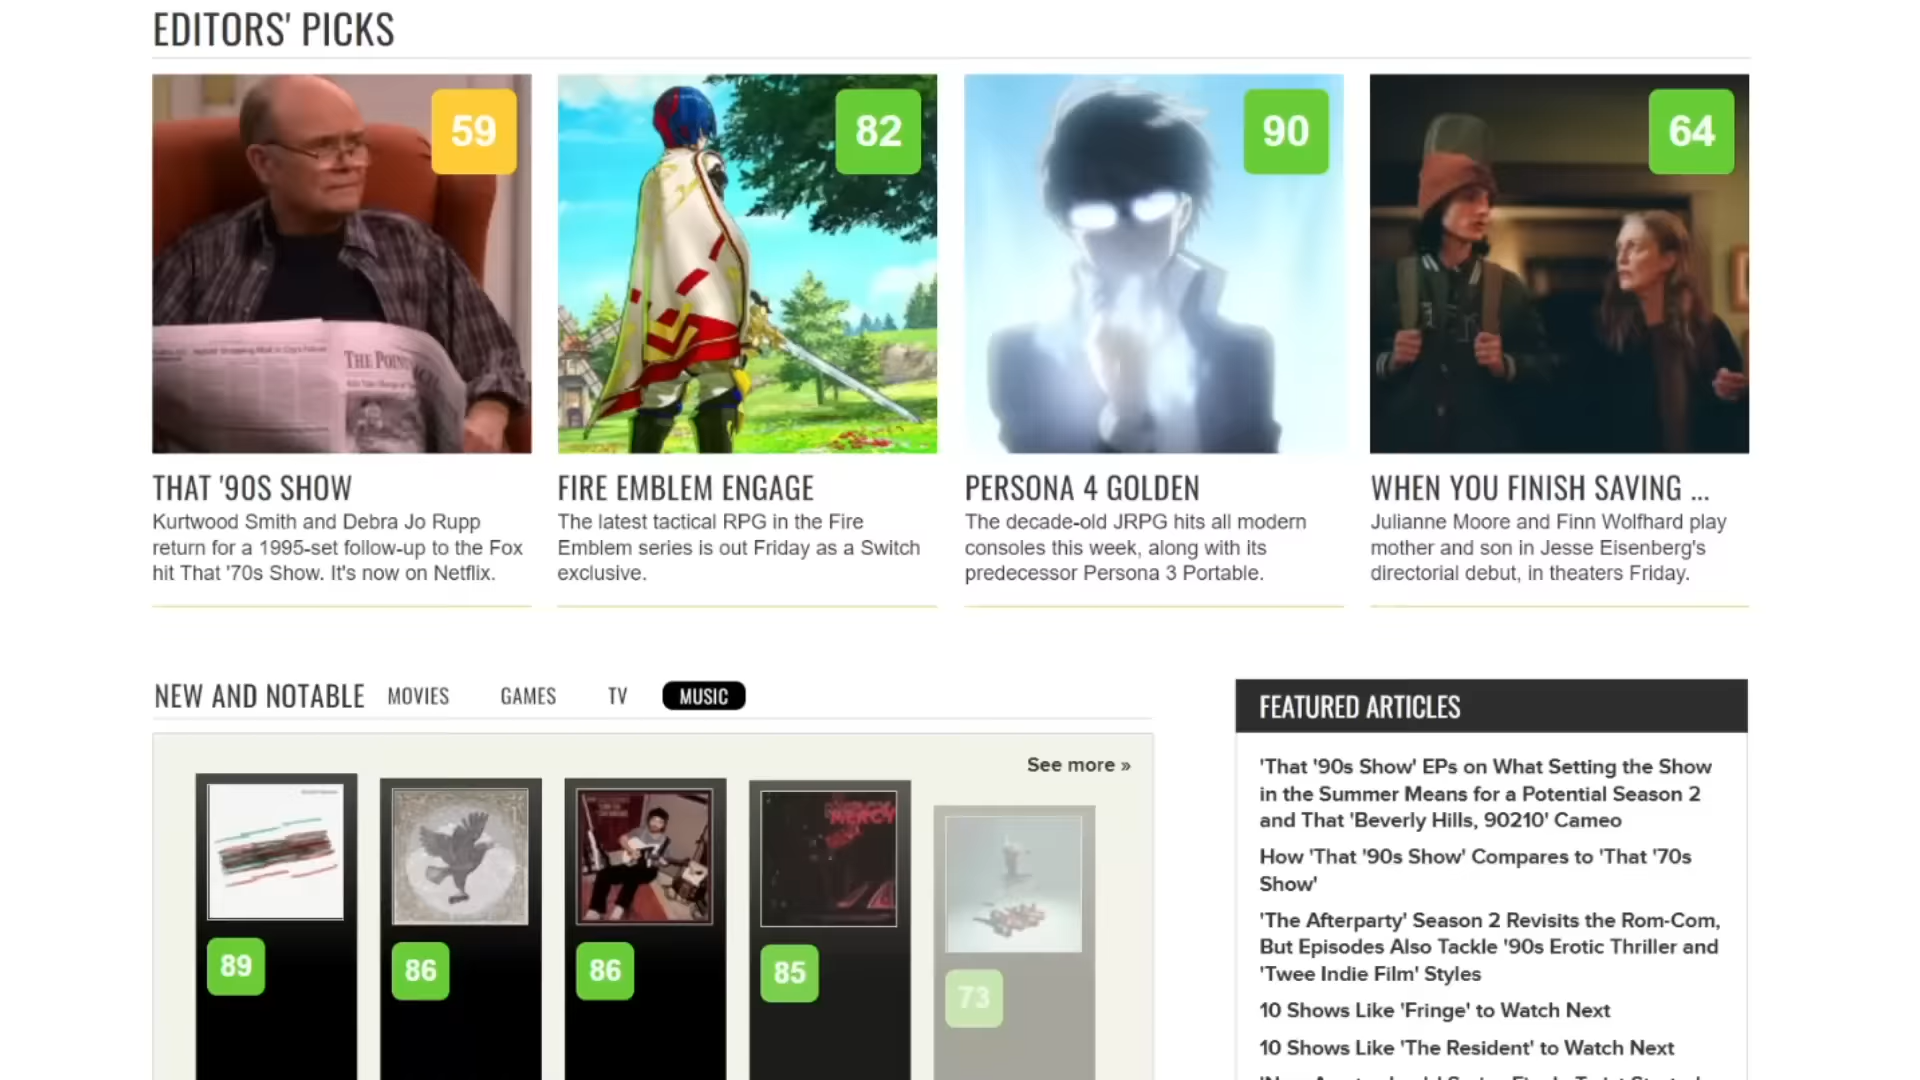 EDITORS' PICKS
59
82
90
64
THE POINT
THAT '90S SHOW
Kurtwood Smith and Debra Jo Rupp
return for a 1995-set follow-up to the Fox
hit That '70s Show. It's now on Netflix.
FIRE EMBLEM ENGAGE
The latest tactical RPG in the Fire
Emblem series is out Friday as a Switch
exclusive.
PERSONA 4 GOLDEN
The decade-old JRPG hits all modern
consoles this week, along with its
predecessor Persona 3 Portable.
WHEN YOU FINISH SAVING ...
Julianne Moore and Finn Wolfhard play
mother and son in Jesse Eisenberg's
directorial debut, in theaters Friday.
NEW AND NOTABLE MOVIES GAMES TV MUSIC
See more »
MERCY
89
86
86
85
73
FEATURED ARTICLES
'That '90s Show' EPs on What Setting the Show
in the Summer Means for a Potential Season 2
and That 'Beverly Hills, 90210' Cameo
How 'That '90s Show' Compares to 'That '70s
Show'
'The Afterparty' Season 2 Revisits the Rom-Com,
But Episodes Also Tackle '90s Erotic Thriller and
'Twee Indie Film' Styles
10 Shows Like 'Fringe' to Watch Next
10 Shows Like 'The Resident' to Watch Next